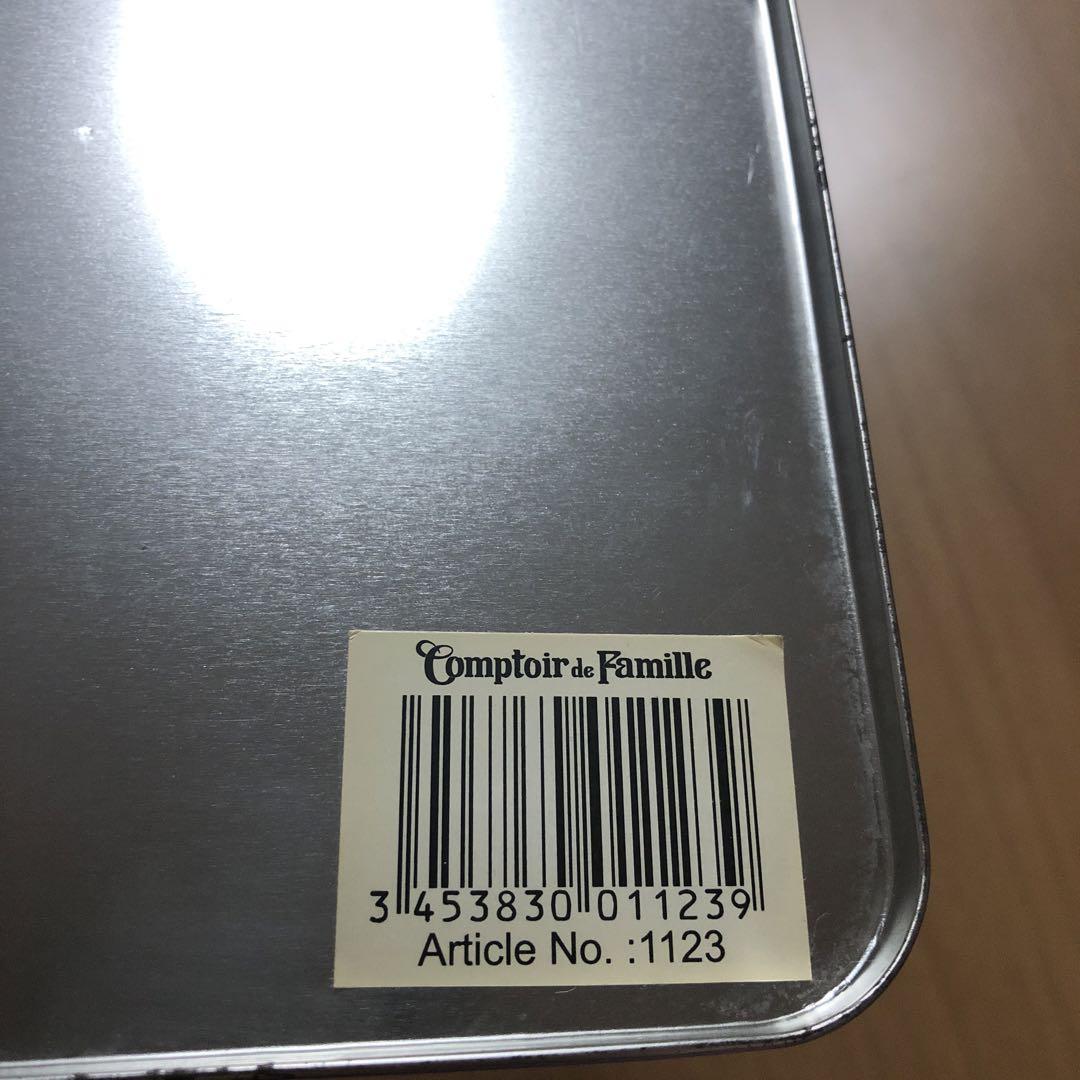 Comptoir de Famille
3 453830 011239
Article No. :1123